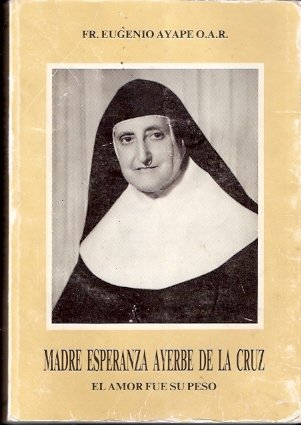 FR. EUGENIO AYAPE O.A.R.
MADRE ESPERANZA AYERBE DE LA CRUZ
EL AMOR FUE SU PESO